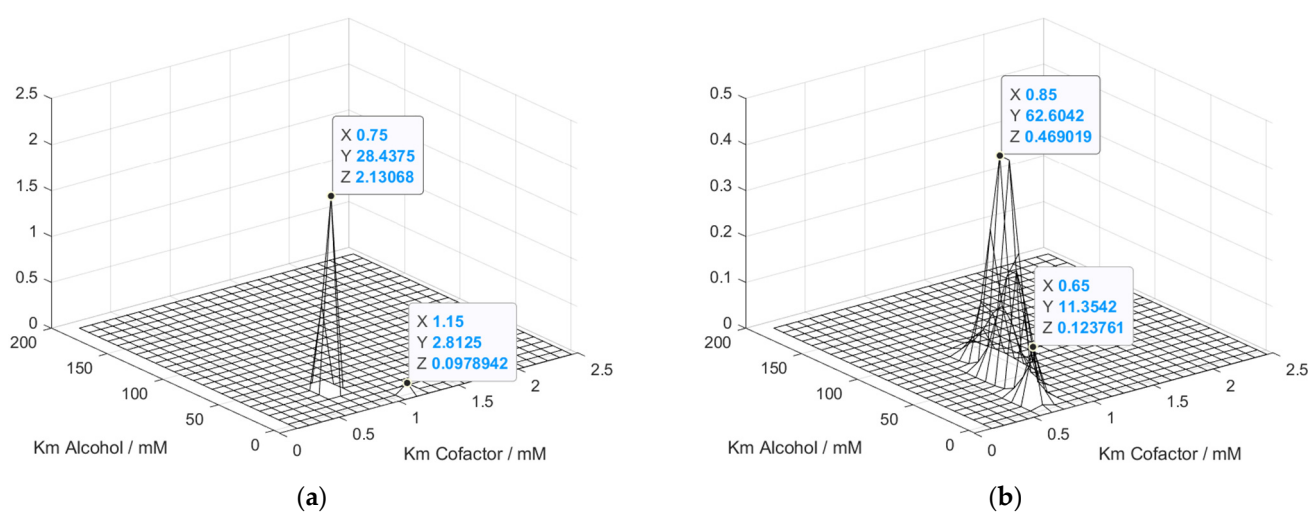 2.5
2
1.5
1
0.5
0
200
150
100
50
0
Km Alcohol / mM
0
0.5
1
1.5
2
2.5
Km Cofactor / mM
X 0.75
Y 28.4375
Z 2.13068
X 1.15
Y 2.8125
Z 0.0978942
(a)
0.5
0.4
0.3
0.2
0.1
0
200
150
100
50
0
Km Alcohol / mM
0
0.5
1
1.5
2
2.5
Km Cofactor / mM
X 0.85
Y 62.6042
Z 0.469019
X 0.65
Y 11.3542
Z 0.123761
(b)